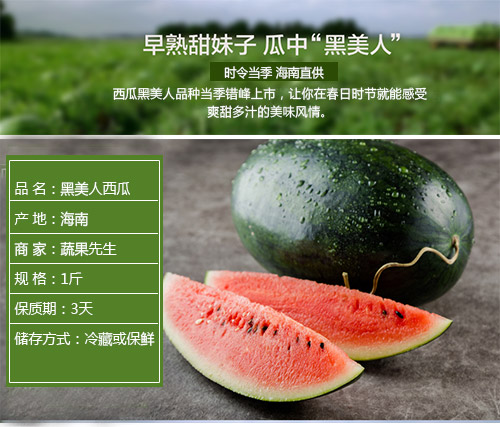 早熟甜妹子 瓜中“黑美人”
时令当季 海南直供
西瓜黑美人品种当季错峰上市，让你在春日时节就能感受
爽甜多汁的美味风情。
品 名：黑美人西瓜
产 地：海南
商 家：蔬果先生
规 格：1斤
保质期：3天
储存方式：冷藏或保鲜